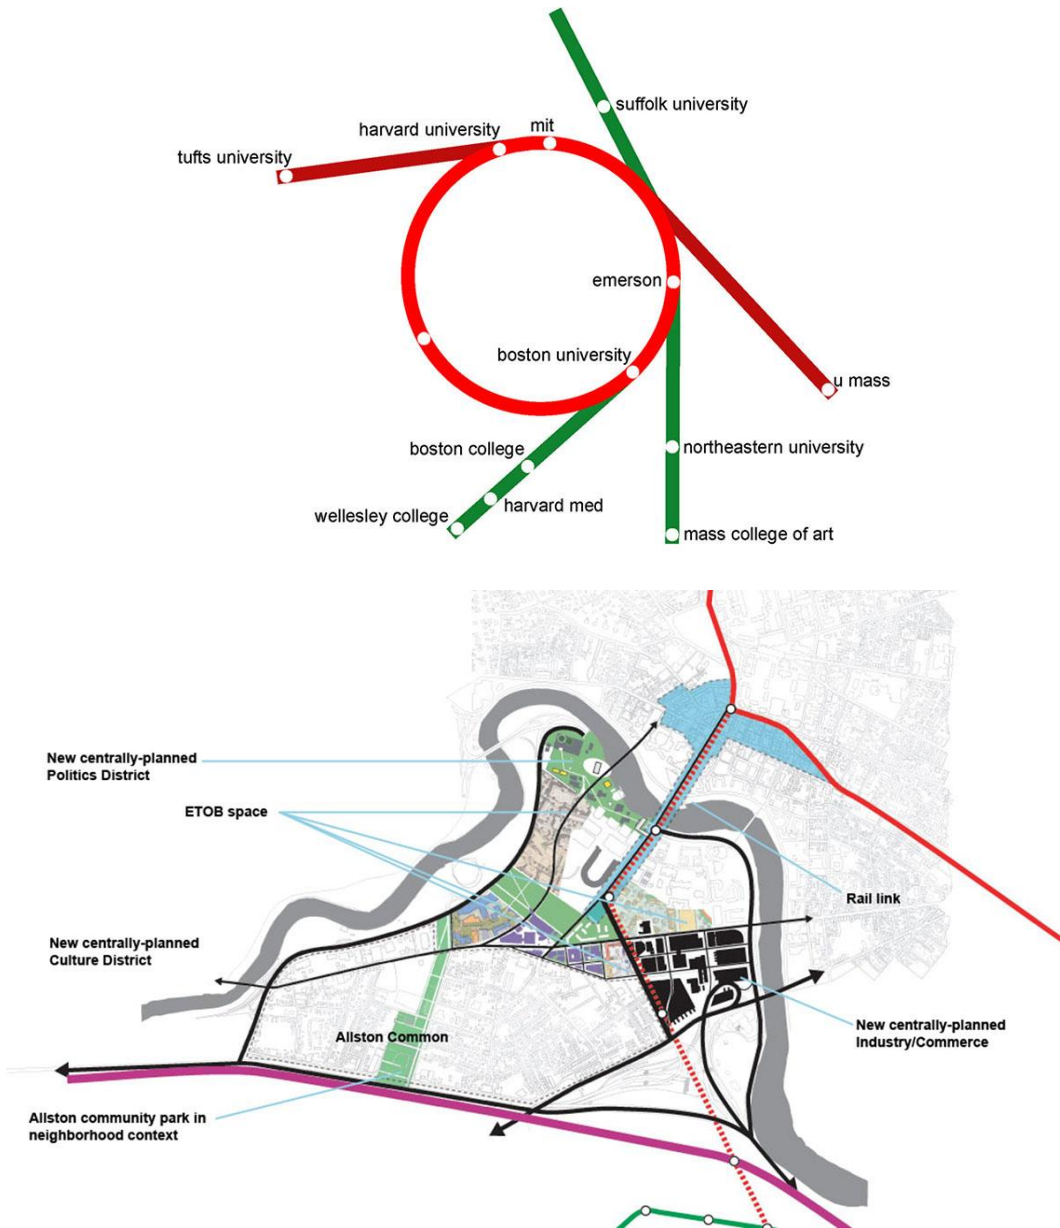 suffolk university
mit
harvard university
tufts university
emerson
boston university
u mass
boston college
northeastern university
harvard med
wellesley college
mass college of art
New centrally-planned
Politics District
ETOB space
Rail link
New centrally-planned
Culture District
New centrally-planned
Industry/Commerce
Allston Common
Allston community park in
neighborhood context